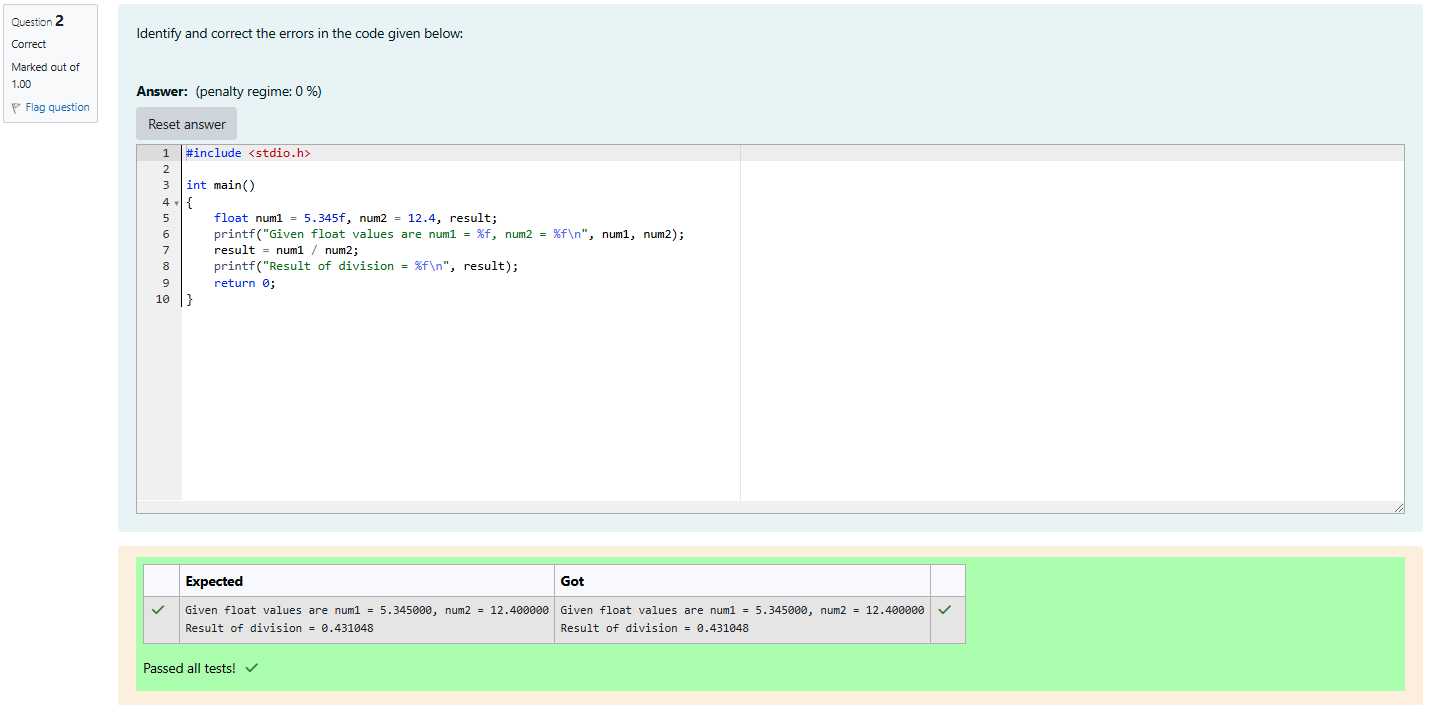 Question 2
Correct
Marked out of
1.00
Flag question
Identify and correct the errors in the code given below:
Answer: (penalty regime: 0 %)
Reset answer
1 #include <stdio.h>
2
3 int main()
4 {
5 float num1 = 5.345f, num2 = 12.4, result;
6 printf("Given float values are num1 = %f, num2 = %f\n", num1, num2);
7 result = num1 / num2;
8 printf("Result of division = %f\n", result);
9 return 0;
10 }
Expected Got
Given float values are num1 = 5.345000, num2 = 12.400000 Given float values are num1 = 5.345000, num2 = 12.400000
Result of division = 0.431048 Result of division = 0.431048
Passed all tests!